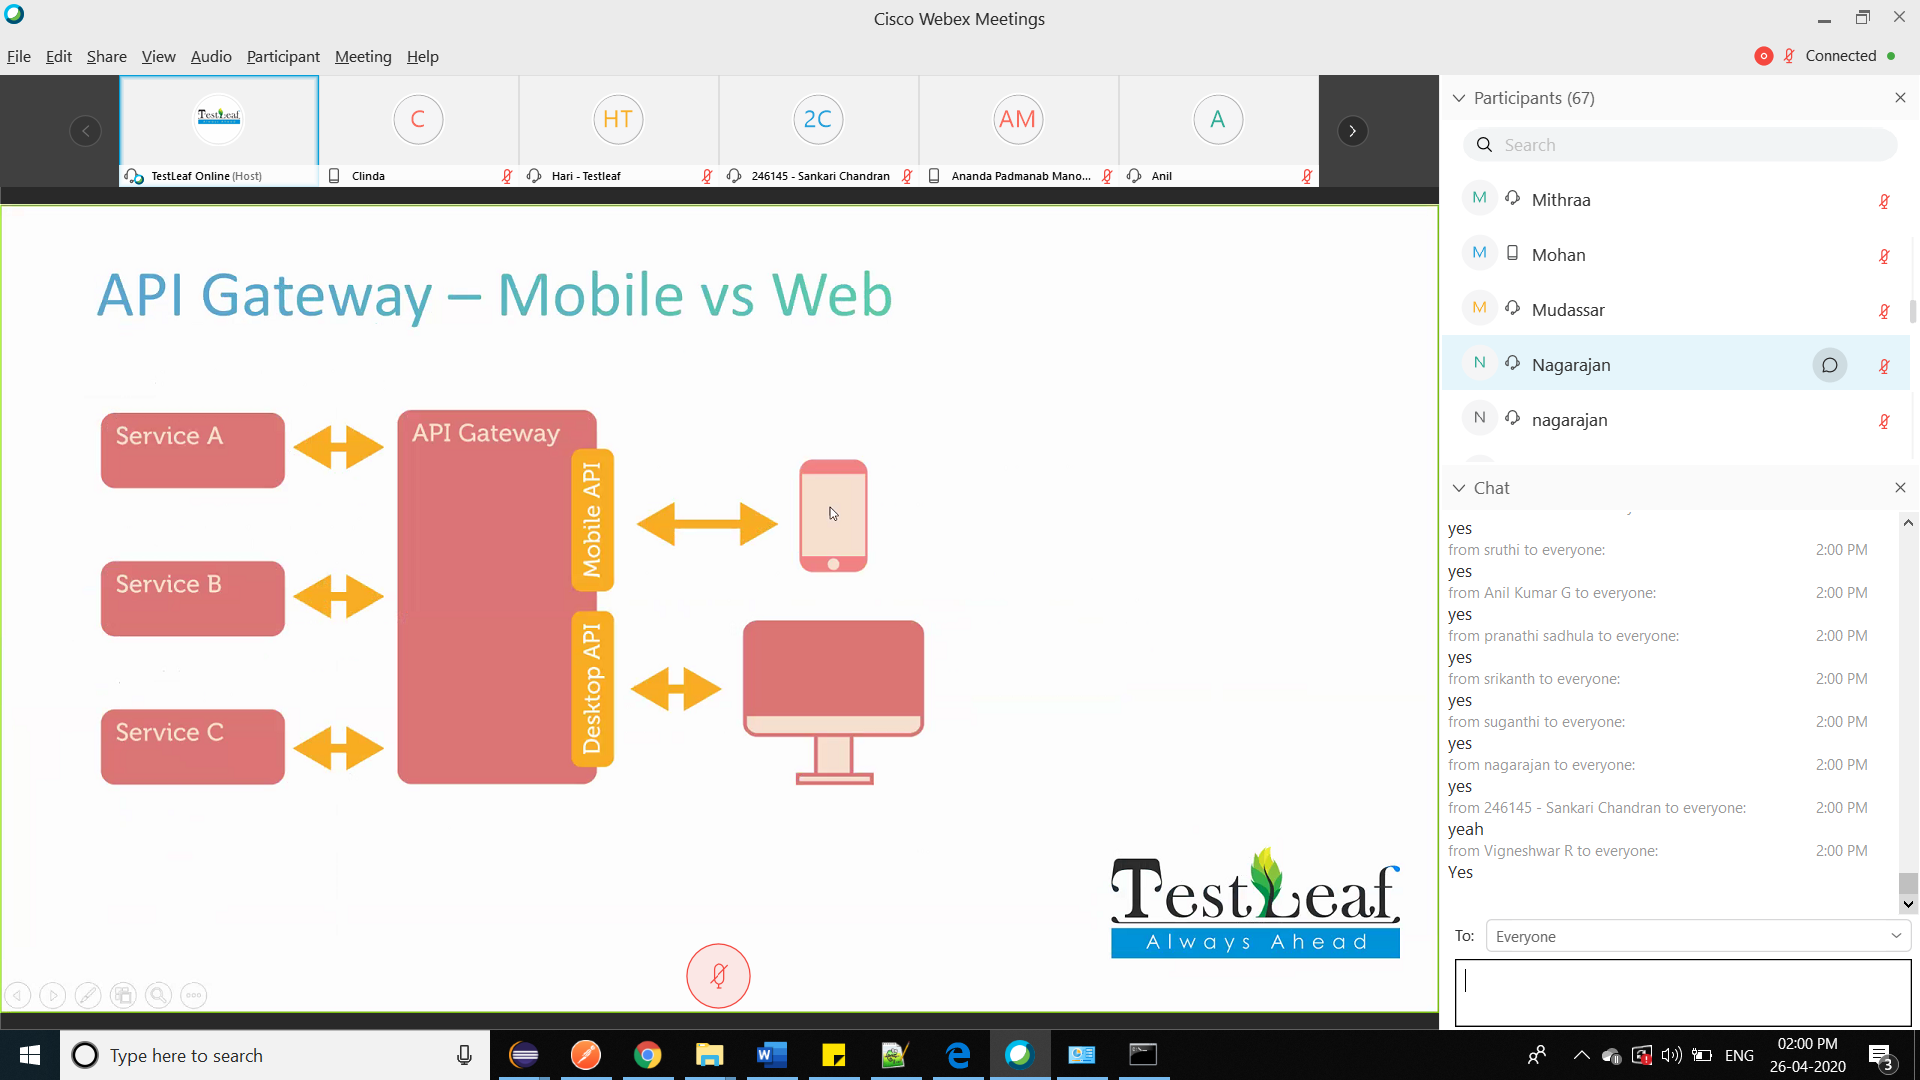 Cisco Webex Meetings
File Edit Share View Audio Participant Meeting Help
Connected
TestLeaf
C
HT
2C
AM
A
TestLeaf Online (Host)
Clinda
Hari - Testleaf
246145 - Sankari Chandran
Ananda Padmanab Mano...
Anil
API Gateway – Mobile vs Web
Service A
Service B
Service C
API Gateway
Mobile API
Desktop API
TestLeaf
Always Ahead
Participants (67)
Search
M Mithraa
M Mohan
M Mudassar
N Nagarajan
N nagarajan
Chat
yes
from sruthi to everyone: 2:00 PM
yes
from Anil Kumar G to everyone: 2:00 PM
yes
from pranathi sadhula to everyone: 2:00 PM
yes
from srikanth to everyone: 2:00 PM
yes
from suganthi to everyone: 2:00 PM
yes
from nagarajan to everyone: 2:00 PM
yes
from 246145 - Sankari Chandran to everyone: 2:00 PM
yeah
from Vigneshwar R to everyone: 2:00 PM
Yes
To: Everyone
Type here to search
ENG
02:00 PM
26-04-2020
3